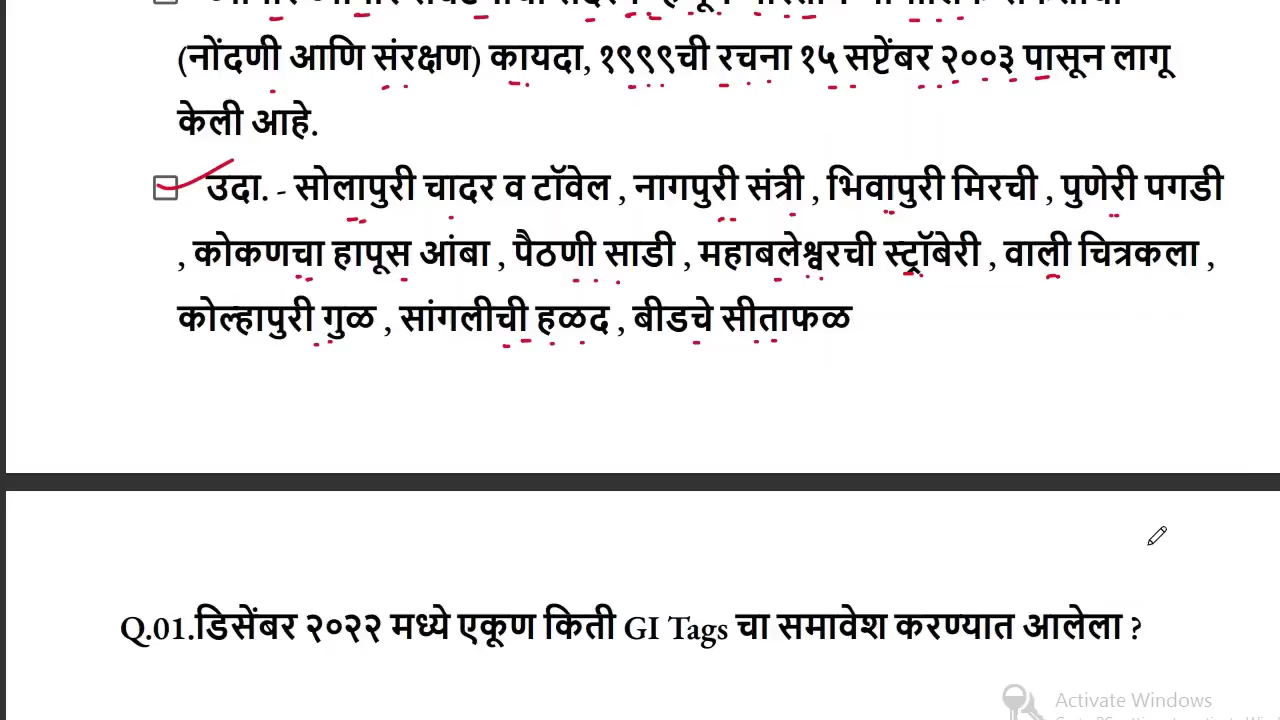 (नोंदणी आणि संरक्षण) कायदा, १९९९ची रचना १५ सप्टेंबर २००३ पासून लागू
केली आहे.
उदा. - सोलापुरी चादर व टॉवेल , नागपुरी संत्री , भिवापुरी मिरची , पुणेरी पगडी
, कोकणचा हापूस आंबा , पैठणी साडी , महाबलेश्वरची स्ट्रॉबेरी , वाली चित्रकला ,
कोल्हापुरी गुळ , सांगलीची हळद , बीडचे सीताफळ
Q.01.डिसेंबर २०२२ मध्ये एकूण किती GI Tags चा समावेश करण्यात आलेला ?
Activate Windows